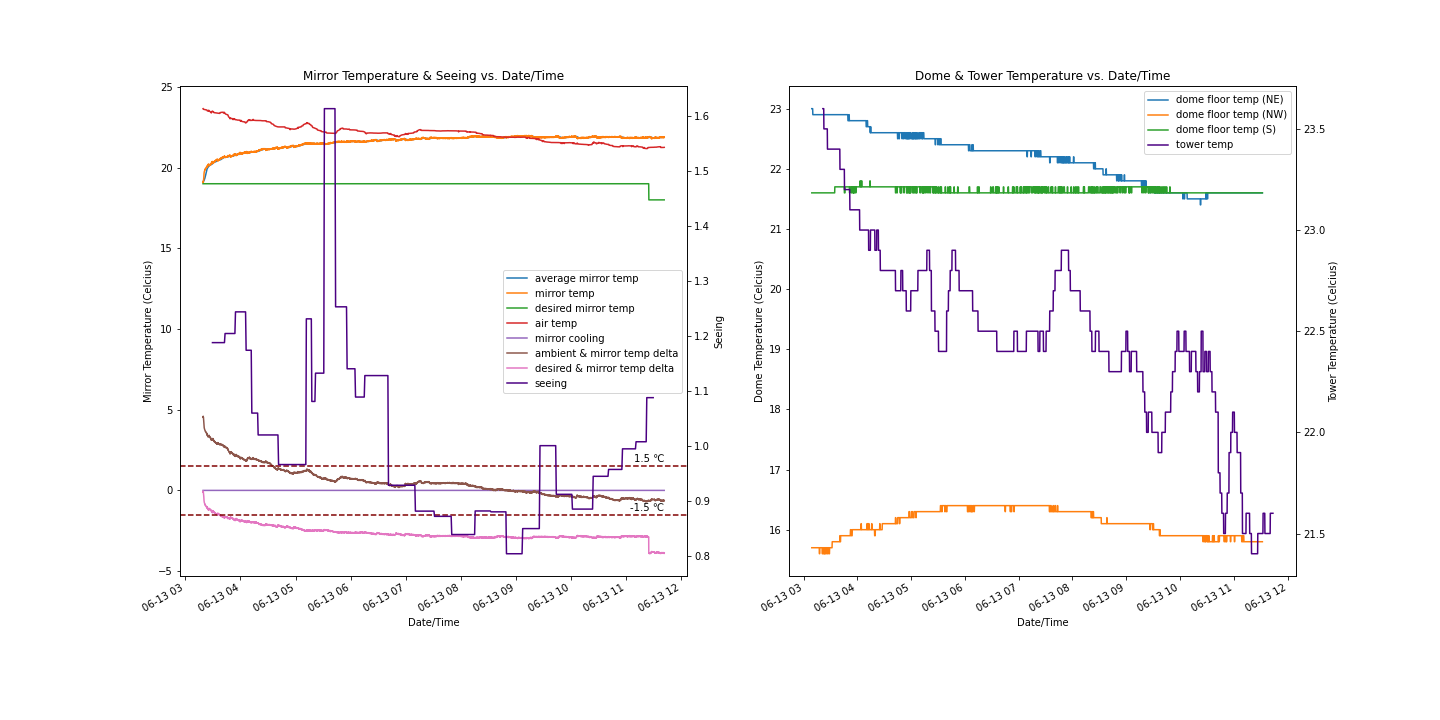 Mirror Temperature & Seeing vs. Date/Time
25
20
15
10
5
0
−5
Mirror Temperature (Celcius)
1.6
1.5
1.4
1.3
1.2
1.1
1.0
0.9
0.8
Seeing
average mirror temp
mirror temp
desired mirror temp
air temp
mirror cooling
ambient & mirror temp delta
desired & mirror temp delta
seeing
1.5 °C
-1.5 °C
06-13 03
06-13 04
06-13 05
06-13 06
06-13 07
06-13 08
06-13 09
06-13 10
06-13 11
06-13 12
Date/Time
Dome & Tower Temperature vs. Date/Time
23
22
21
20
19
18
17
16
Dome Temperature (Celcius)
23.5
23.0
22.5
22.0
21.5
Tower Temperature (Celcius)
dome floor temp (NE)
dome floor temp (NW)
dome floor temp (S)
tower temp
06-13 03
06-13 04
06-13 05
06-13 06
06-13 07
06-13 08
06-13 09
06-13 10
06-13 11
06-13 12
Date/Time